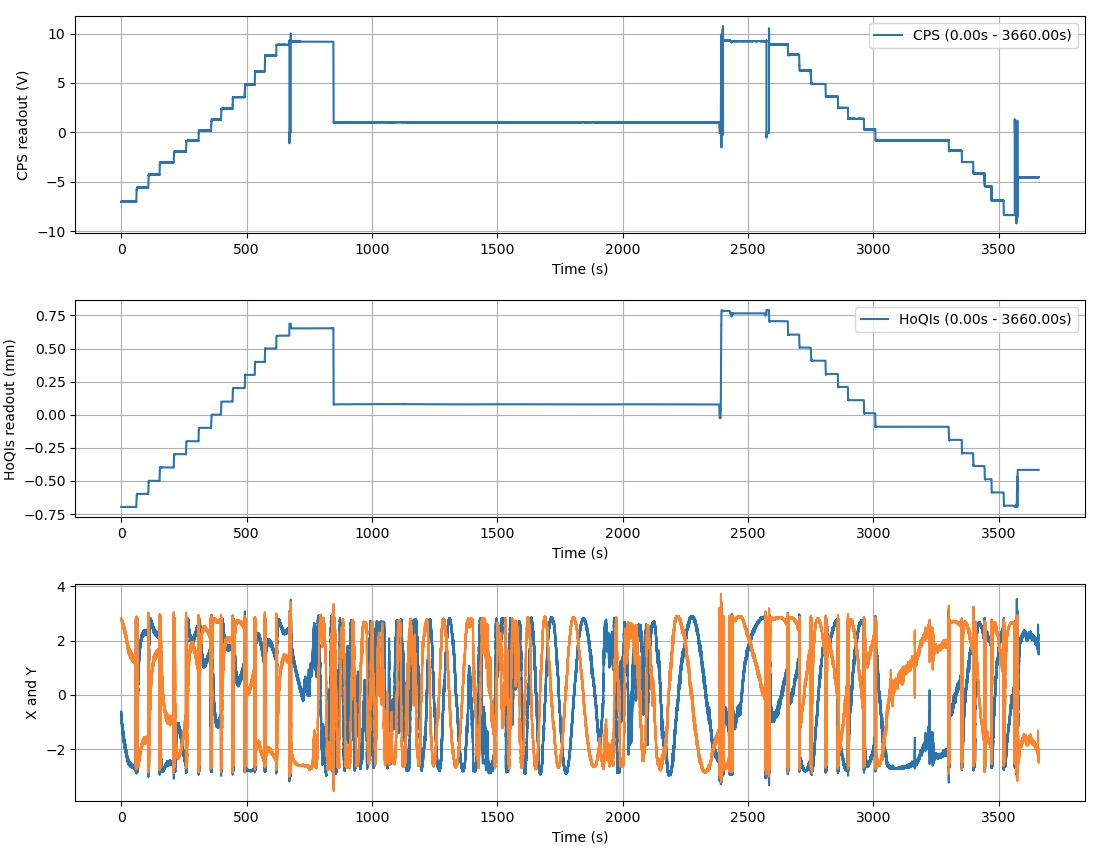 10
5
0
−5
−10
CPS readout (V)
CPS (0.00s - 3660.00s)
0 500 1000 1500 2000 2500 3000 3500
Time (s)
0.75
0.50
0.25
0.00
−0.25
−0.50
−0.75
HoQIs readout (mm)
HoQIs (0.00s - 3660.00s)
0 500 1000 1500 2000 2500 3000 3500
Time (s)
4
2
0
−2
X and Y
0 500 1000 1500 2000 2500 3000 3500
Time (s)